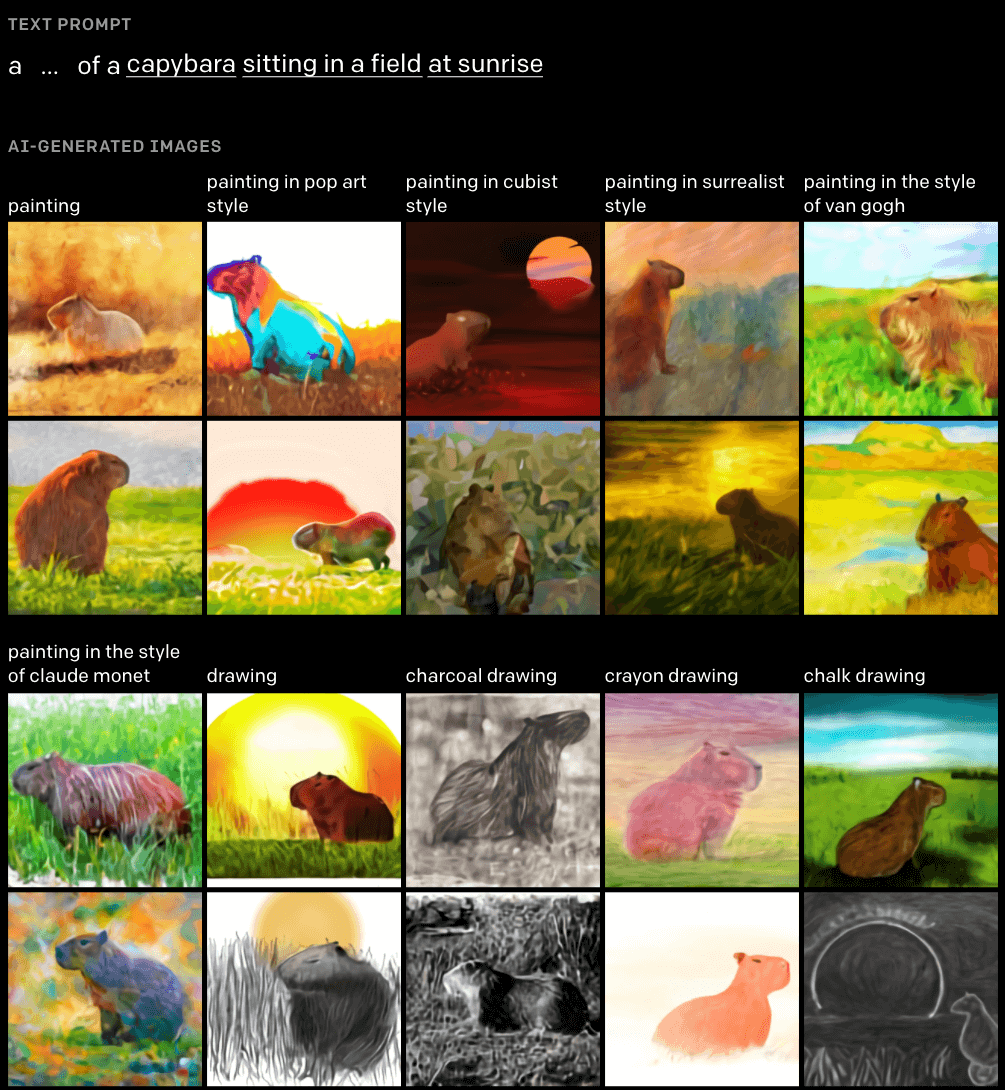 TEXT PROMPT
a ... of a capybara sitting in a field at sunrise
AI-GENERATED IMAGES
painting
painting in pop art
style
painting in cubist
style
painting in surrealist
style
painting in the style
of van gogh
painting in the style
of claude monet
drawing
charcoal drawing
crayon drawing
chalk drawing